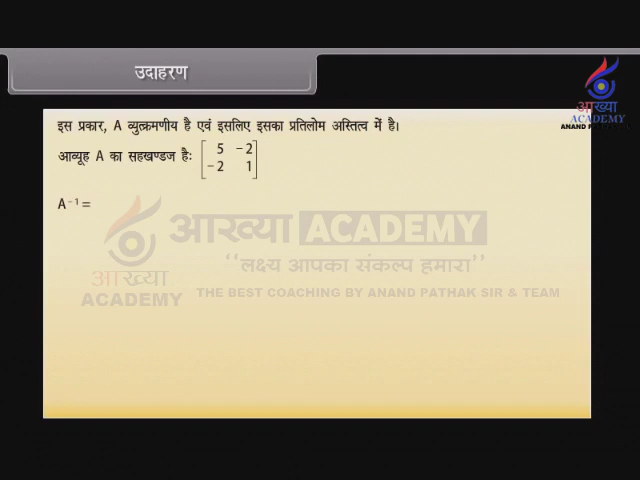 उदाहरण
आख्या
ACADEMY
इस प्रकार, A व्युत्क्रमणीय है एवं इसलिए इसका प्रतिलोम अस्तित्व में है।
आव्यूह A का सहखण्डज है: [5 -2
-2 1]
A⁻¹ =
आख्या ACADEMY
"लक्ष्य आपका संकल्प हमारा"
आख्या
ACADEMY
THE BEST COACHING BY ANAND PATHAK SIR & TEAM